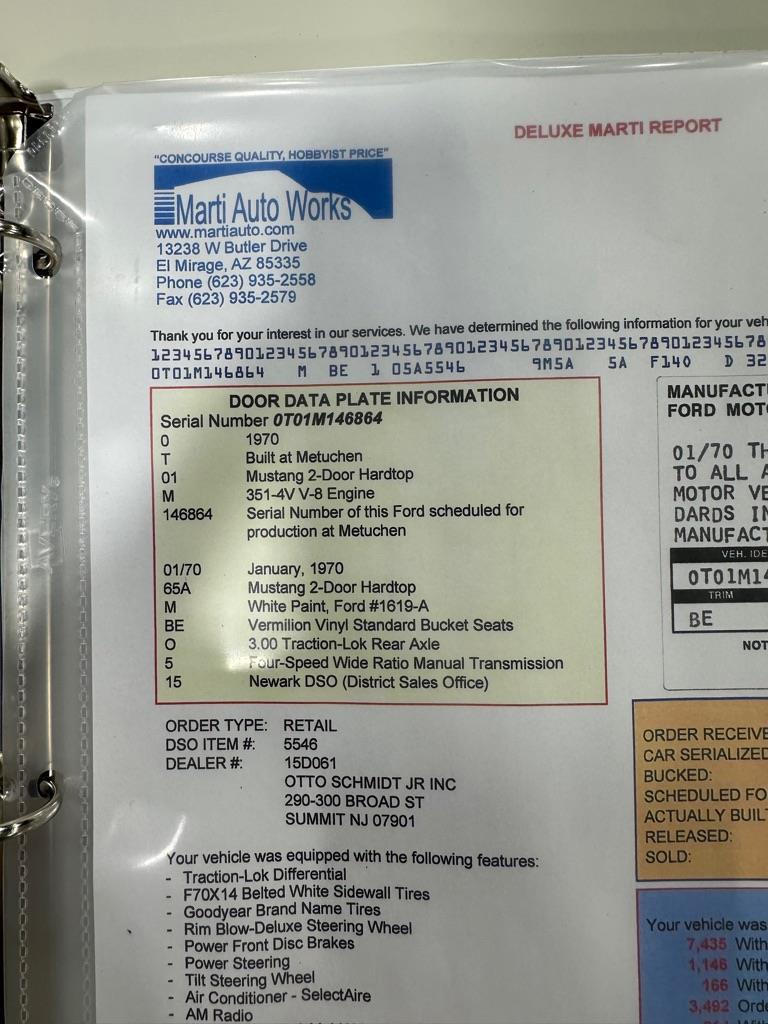 DELUXE MARTI REPORT
"CONCOURSE QUALITY, HOBBYIST PRICE"
Marti Auto Works
www.martiauto.com
13238 W Butler Drive
El Mirage, AZ 85335
Phone (623) 935-2558
Fax (623) 935-2579
Thank you for your interest in our services. We have determined the following information for your veh
123456789012345678901234567890123456789012345678901234567890123456789012345678
0T01M146864 M BE 1 05A5546 9M5A 5A F140 D 32
DOOR DATA PLATE INFORMATION
Serial Number 0T01M146864
0 1970
T Built at Metuchen
01 Mustang 2-Door Hardtop
M 351-4V V-8 Engine
146864 Serial Number of this Ford scheduled for
production at Metuchen
01/70 January, 1970
65A Mustang 2-Door Hardtop
M White Paint, Ford #1619-A
BE Vermilion Vinyl Standard Bucket Seats
O 3.00 Traction-Lok Rear Axle
5 Four-Speed Wide Ratio Manual Transmission
15 Newark DSO (District Sales Office)
MANUFACT
FORD MOT
01/70 TH
TO ALL A
MOTOR VE
DARDS IN
MANUFACT
VEH. IDE
0T01M14
TRIM
BE
NOT
ORDER TYPE: RETAIL
DSO ITEM #: 5546
DEALER #: 15D061
OTTO SCHMIDT JR INC
290-300 BROAD ST
SUMMIT NJ 07901
ORDER RECEIVE
CAR SERIALIZED
BUCKED:
SCHEDULED FO
ACTUALLY BUIL
RELEASED:
SOLD:
Your vehicle was equipped with the following features:
- Traction-Lok Differential
- F70X14 Belted White Sidewall Tires
- Goodyear Brand Name Tires
- Rim Blow-Deluxe Steering Wheel
- Power Front Disc Brakes
- Power Steering
- Tilt Steering Wheel
- Air Conditioner - SelectAire
- AM Radio
Your vehicle was
7,435 With
1,146 With
166 With
3,492 Orde